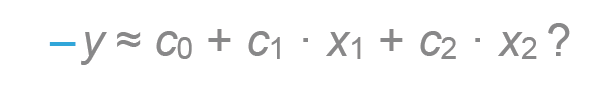 –y ≈ c₀ + c₁ · x₁ + c₂ · x₂ ?